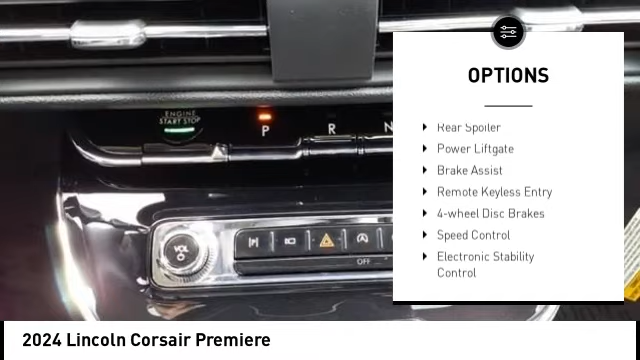 ENGINE
START STOP
P
R
N
VOL
OFF
OPTIONS
Rear Spoiler
Power Liftgate
Brake Assist
Remote Keyless Entry
4-wheel Disc Brakes
Speed Control
Electronic Stability
Control
2024 Lincoln Corsair Premiere